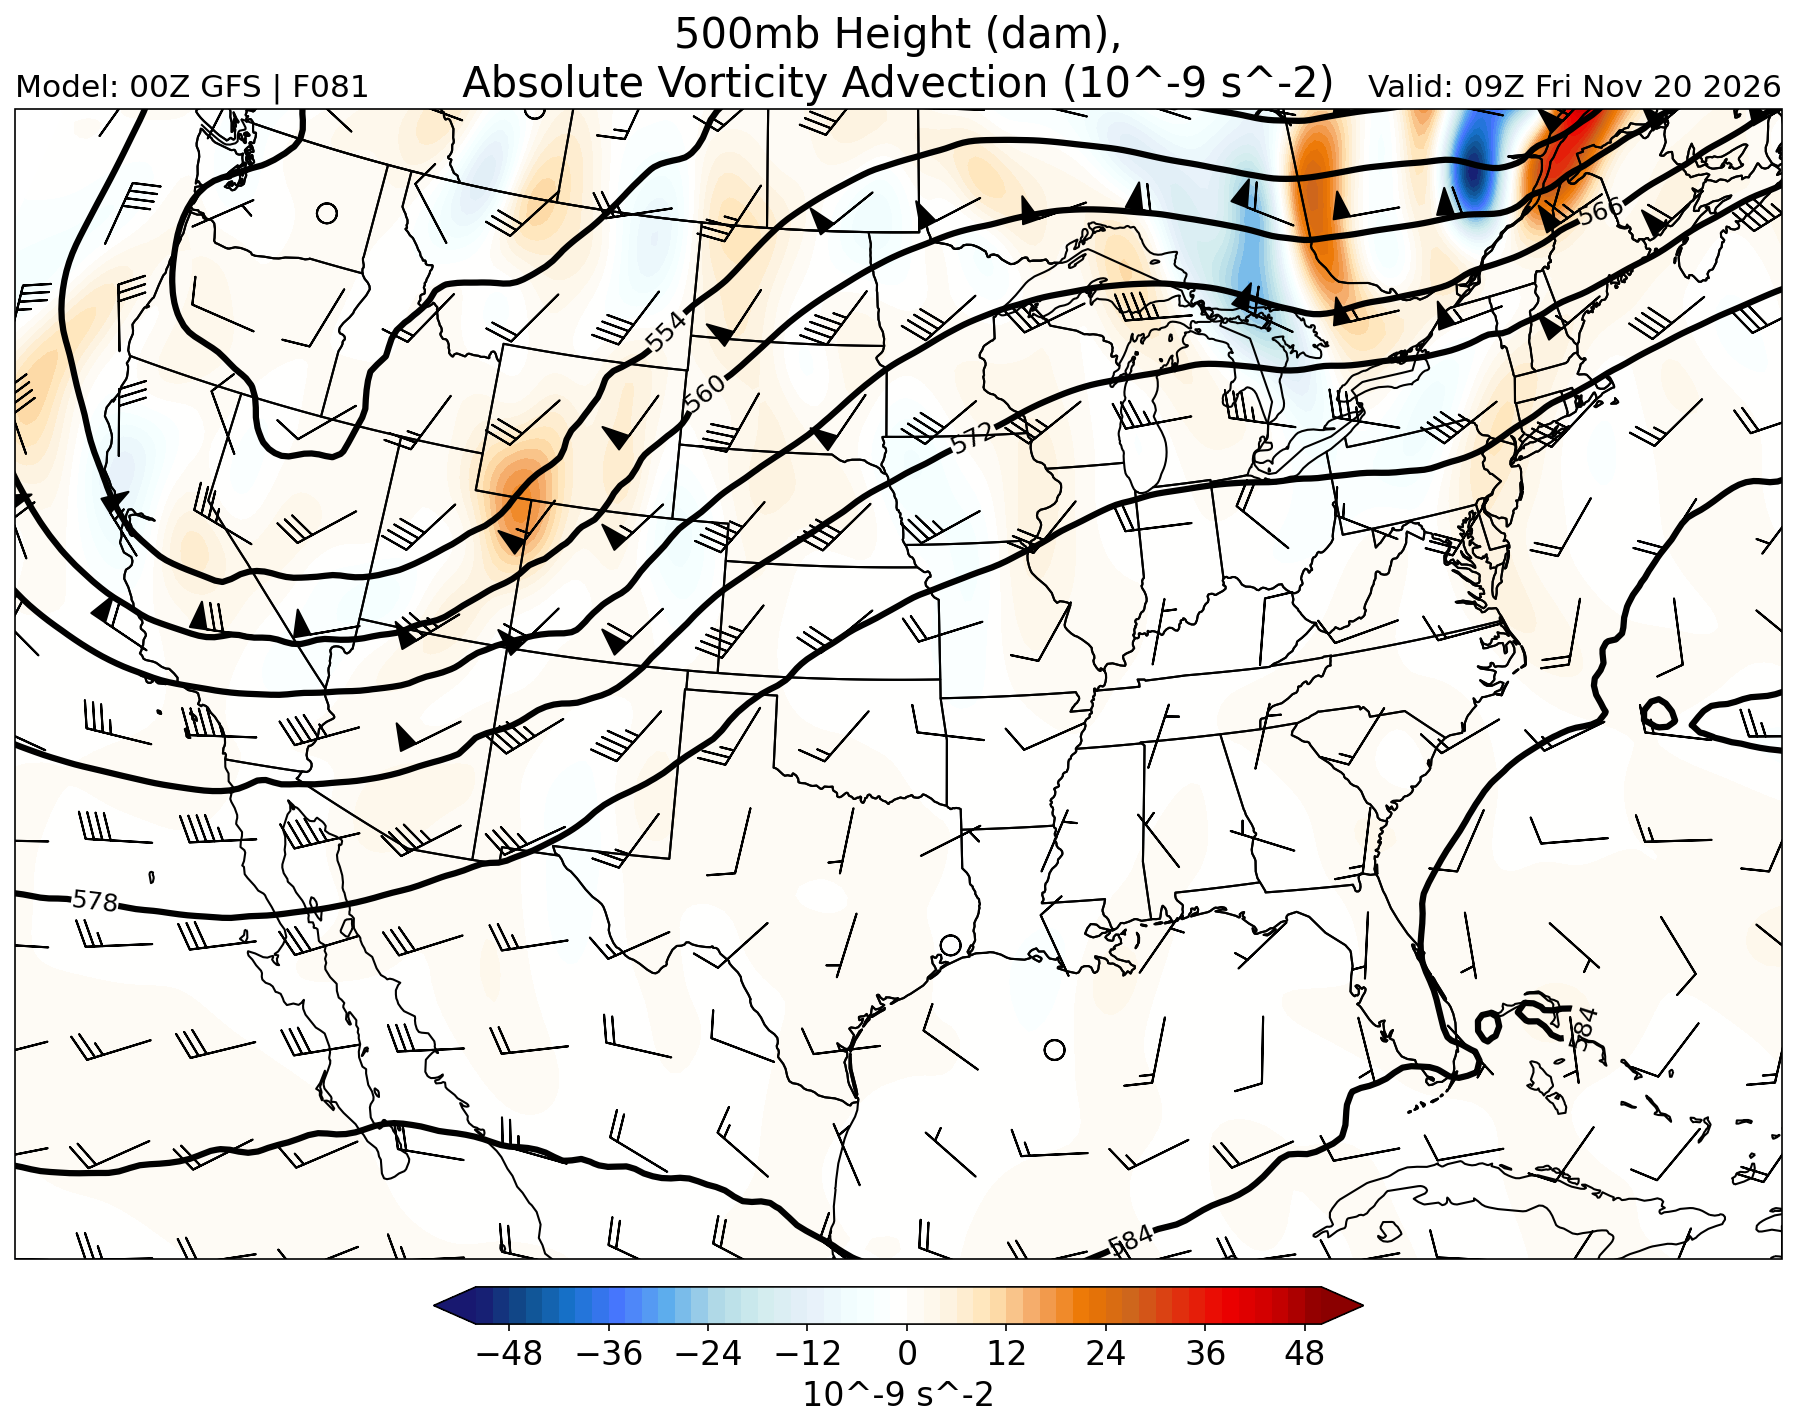 500mb Height (dam),
Model: 00Z GFS | F081
Absolute Vorticity Advection (10^-9 s^-2)
Valid: 09Z Fri Nov 20 2026
566
554
560
572
578
584
584
−48 −36 −24 −12 0 12 24 36 48
10^-9 s^-2